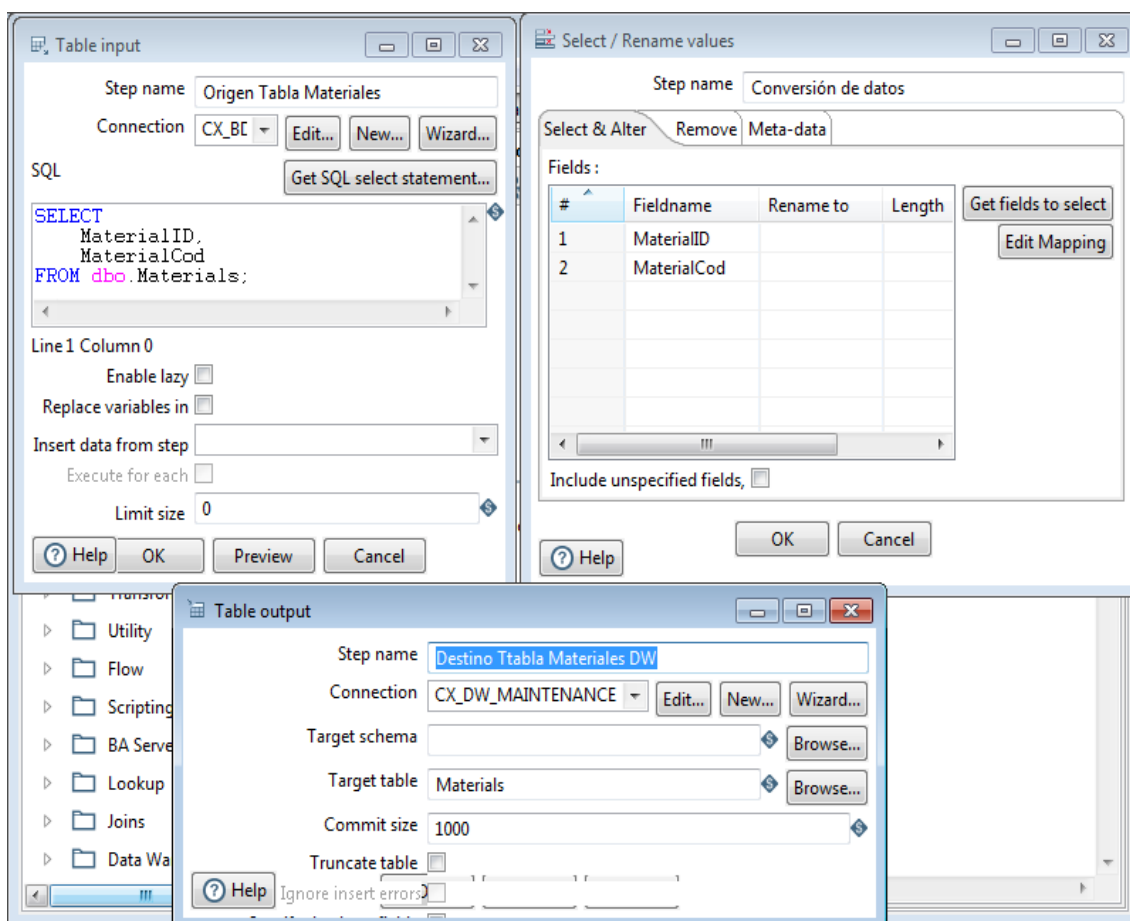 Table input
Step name Origen Tabla Materiales
Connection CX_BD Edit... New... Wizard...
SQL
Get SQL select statement...
SELECT
MaterialID,
MaterialCod
FROM dbo.Materials;
Line1 Column 0
Enable lazy
Replace variables in
Insert data from step
Execute for each
Limit size 0
Help OK Preview Cancel
Select / Rename values
Step name Conversión de datos
Select & Alter Remove Meta-data
Fields :
# Fieldname Rename to Length Get fields to select
1 MaterialID Edit Mapping
2 MaterialCod
Include unspecified fields,
OK Cancel
Help
Utility
Flow
Scripting
BA Serve
Lookup
Joins
Data Wa
Table output
Step name Destino Ttabla Materiales DW
Connection CX_DW_MAINTENANCE Edit... New... Wizard...
Target schema Browse...
Target table Materials Browse...
Commit size 1000
Truncate table
Help Ignore insert errors